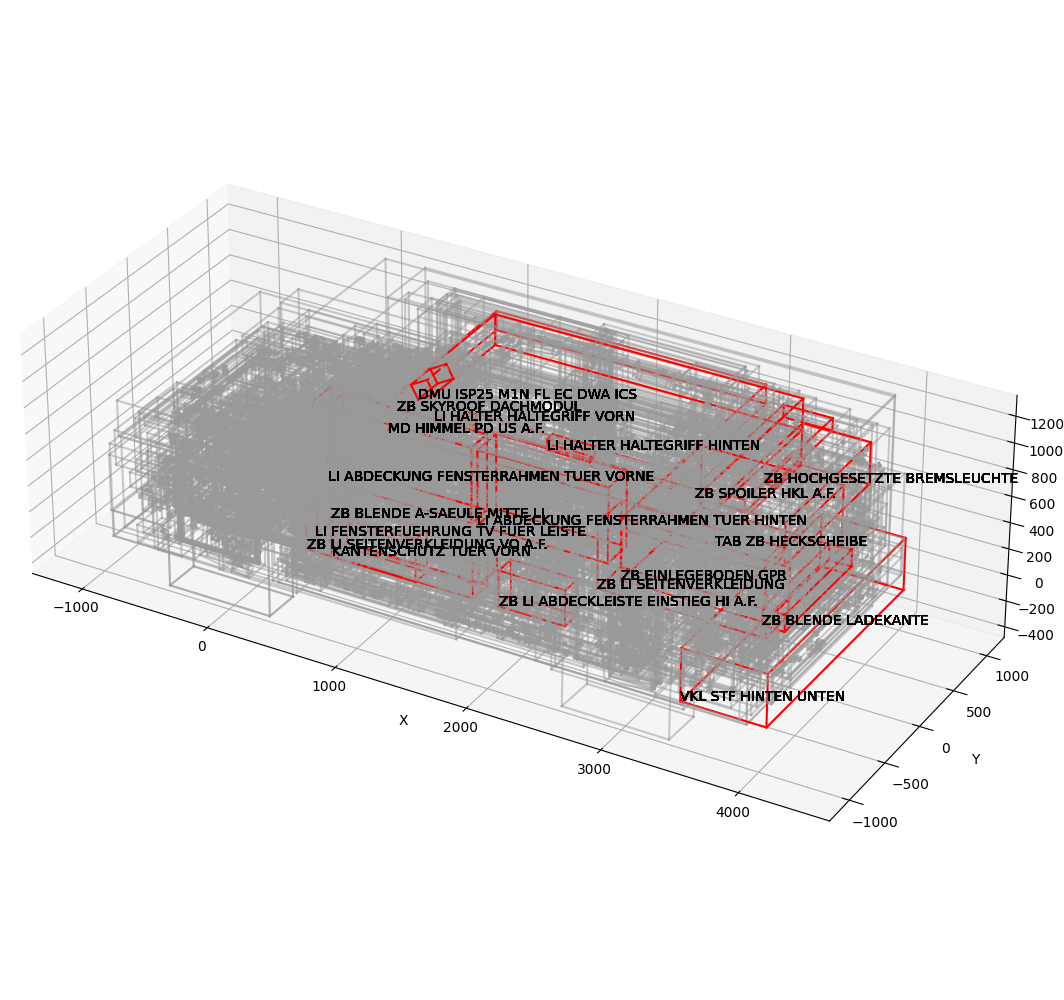 DMU ISP25 M1N FL EC DWA ICS
ZB SKYROOF DACHMODUL
LI HALTER HALTEGRIFF VORN
MD HIMMEL PD US A.F.
LI HALTER HALTEGRIFF HINTEN
LI ABDECKUNG FENSTERRAHMEN TUER VORNE
ZB HOCHGESETZTE BREMSLEUCHTE
ZB SPOILER HKL A.F.
ZB BLENDE A-SAEULE MITTE LI
LI ABDECKUNG FENSTERRAHMEN TUER HINTEN
LI FENSTERFUEHRUNG TV FUER LEISTE
TAB ZB HECKSCHEIBE
ZB LI SEITENVERKLEIDUNG VO A.F.
KANTENSCHUTZ TUER VORN
ZB EINLEGEBODEN GPR
ZB LI SEITENVERKLEIDUNG
ZB LI ABDECKLEISTE EINSTIEG HI A.F.
ZB BLENDE LADEKANTE
VKL STF HINTEN UNTEN
−1000
0
1000
2000
3000
4000
X
−1000
−500
0
500
1000
Y
1200
1000
800
600
400
200
0
−200
−400